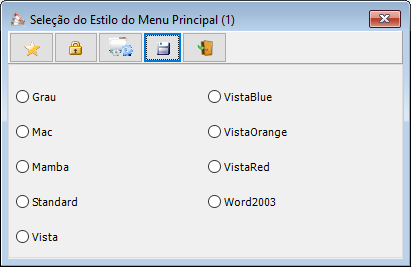 Seleção do Estilo do Menu Principal (1)
Grau
Mac
Mamba
Standard
Vista
VistaBlue
VistaOrange
VistaRed
Word2003